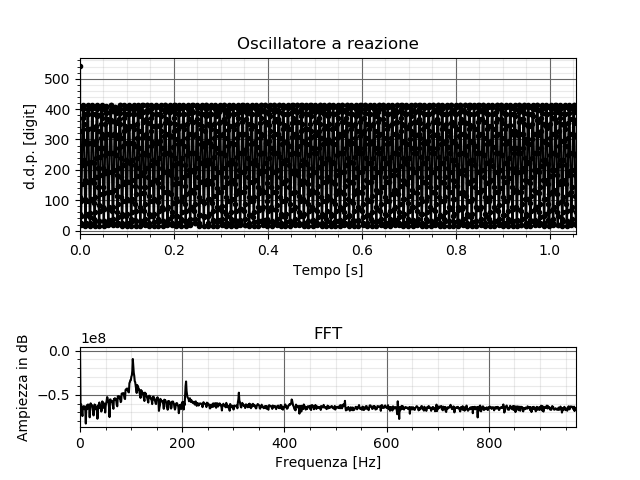 Oscillatore a reazione
d.d.p. [digit]
500
400
300
200
100
0
0.0 0.2 0.4 0.6 0.8 1.0
Tempo [s]
FFT
1e8
Ampiezza in dB
0.0
−0.5
0 200 400 600 800
Frequenza [Hz]